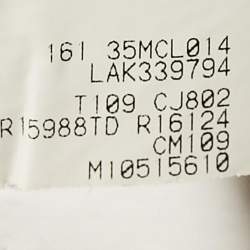 161 35MCL014
LAK339794
T109 CJ802
R15988TD R16124
CM109
M10515610